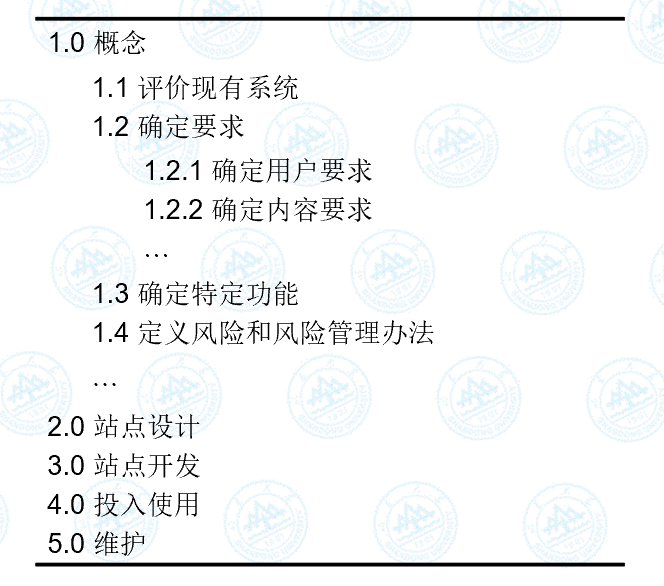 1.0 概念
1.1 评价现有系统
1.2 确定要求
1.2.1 确定用户要求
1.2.2 确定内容要求
…
1.3 确定特定功能
1.4 定义风险和风险管理办法
…
2.0 站点设计
3.0 站点开发
4.0 投入使用
5.0 维护